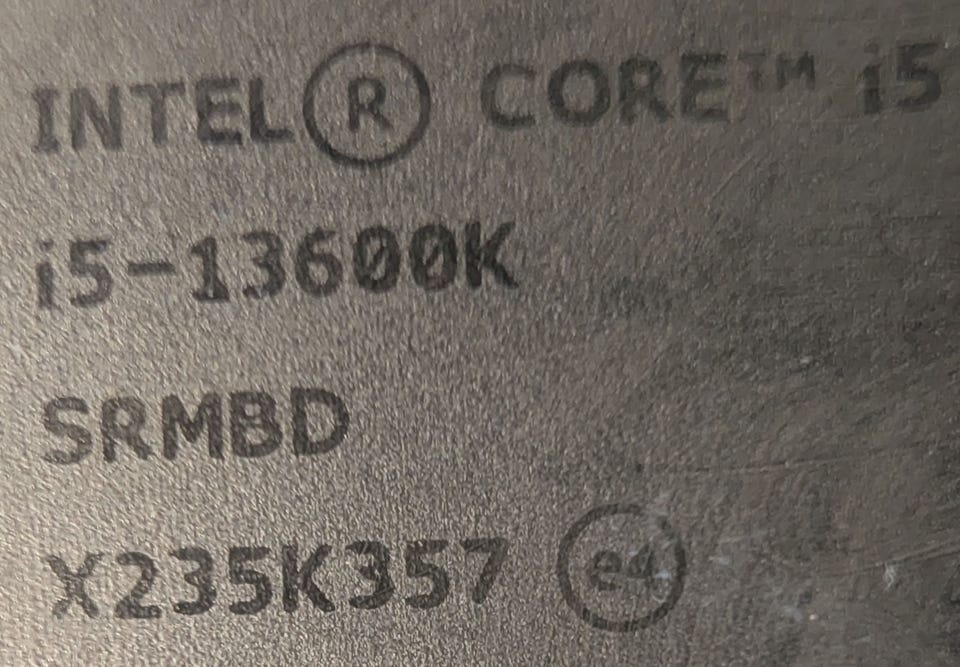 INTEL® CORE™ i5
i5-13600K
SRMBD
X235K357 e4